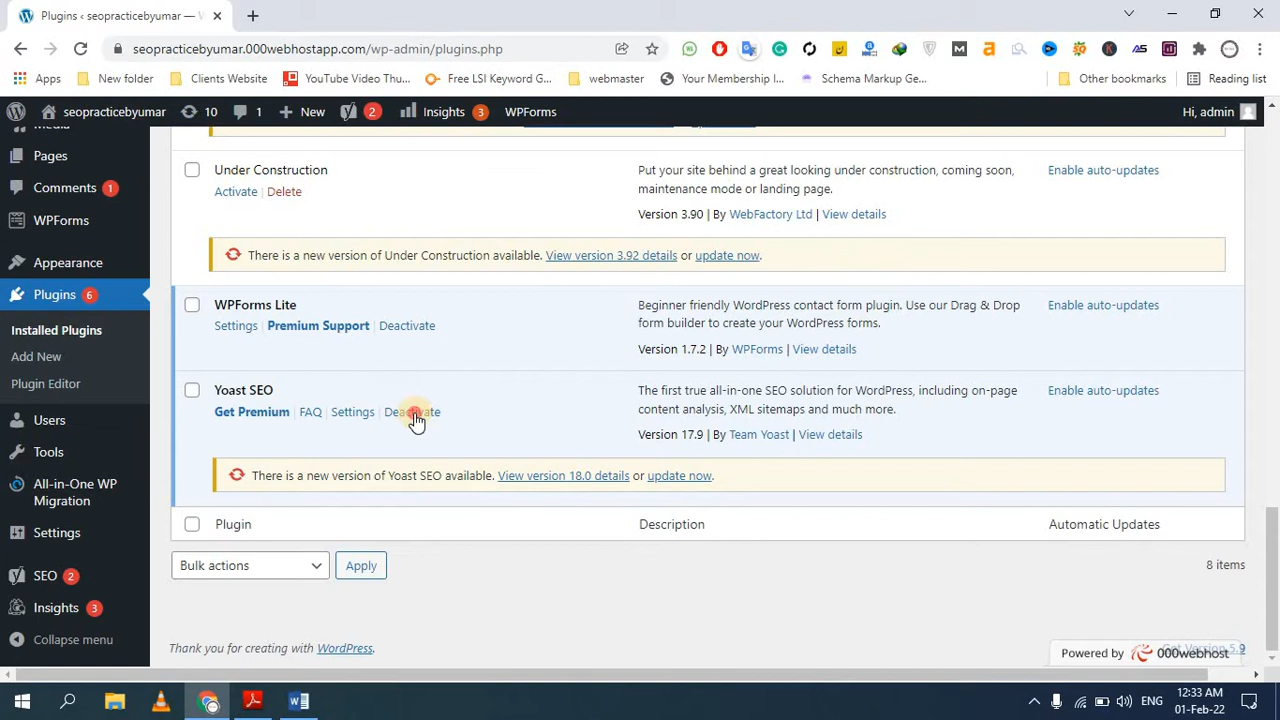 Plugins ‹ seopracticebyumar —
seopracticebyumar.000webhostapp.com/wp-admin/plugins.php
Apps New folder Clients Website YouTube Video Thu... Free LSI Keyword G... webmaster Your Membership I... Schema Markup Ge... Other bookmarks Reading list
seopracticebyumar 10 1 New 2 Insights 3 WPForms Hi, admin
Pages
Comments 1
WPForms
Appearance
Plugins 6
Installed Plugins
Add New
Plugin Editor
Users
Tools
All-in-One WP
Migration
Settings
SEO 2
Insights 3
Collapse menu
Under Construction
Activate | Delete
Put your site behind a great looking under construction, coming soon,
maintenance mode or landing page.
Version 3.90 | By WebFactory Ltd | View details
Enable auto-updates
There is a new version of Under Construction available. View version 3.92 details or update now.
WPForms Lite
Settings | Premium Support | Deactivate
Beginner friendly WordPress contact form plugin. Use our Drag & Drop
form builder to create your WordPress forms.
Version 1.7.2 | By WPForms | View details
Enable auto-updates
Yoast SEO
Get Premium | FAQ | Settings | Deactivate
The first true all-in-one SEO solution for WordPress, including on-page
content analysis, XML sitemaps and much more.
Version 17.9 | By Team Yoast | View details
Enable auto-updates
There is a new version of Yoast SEO available. View version 18.0 details or update now.
Plugin Description Automatic Updates
Bulk actions Apply 8 items
Thank you for creating with WordPress.
Powered by 000webhost
ENG
12:33 AM
01-Feb-22